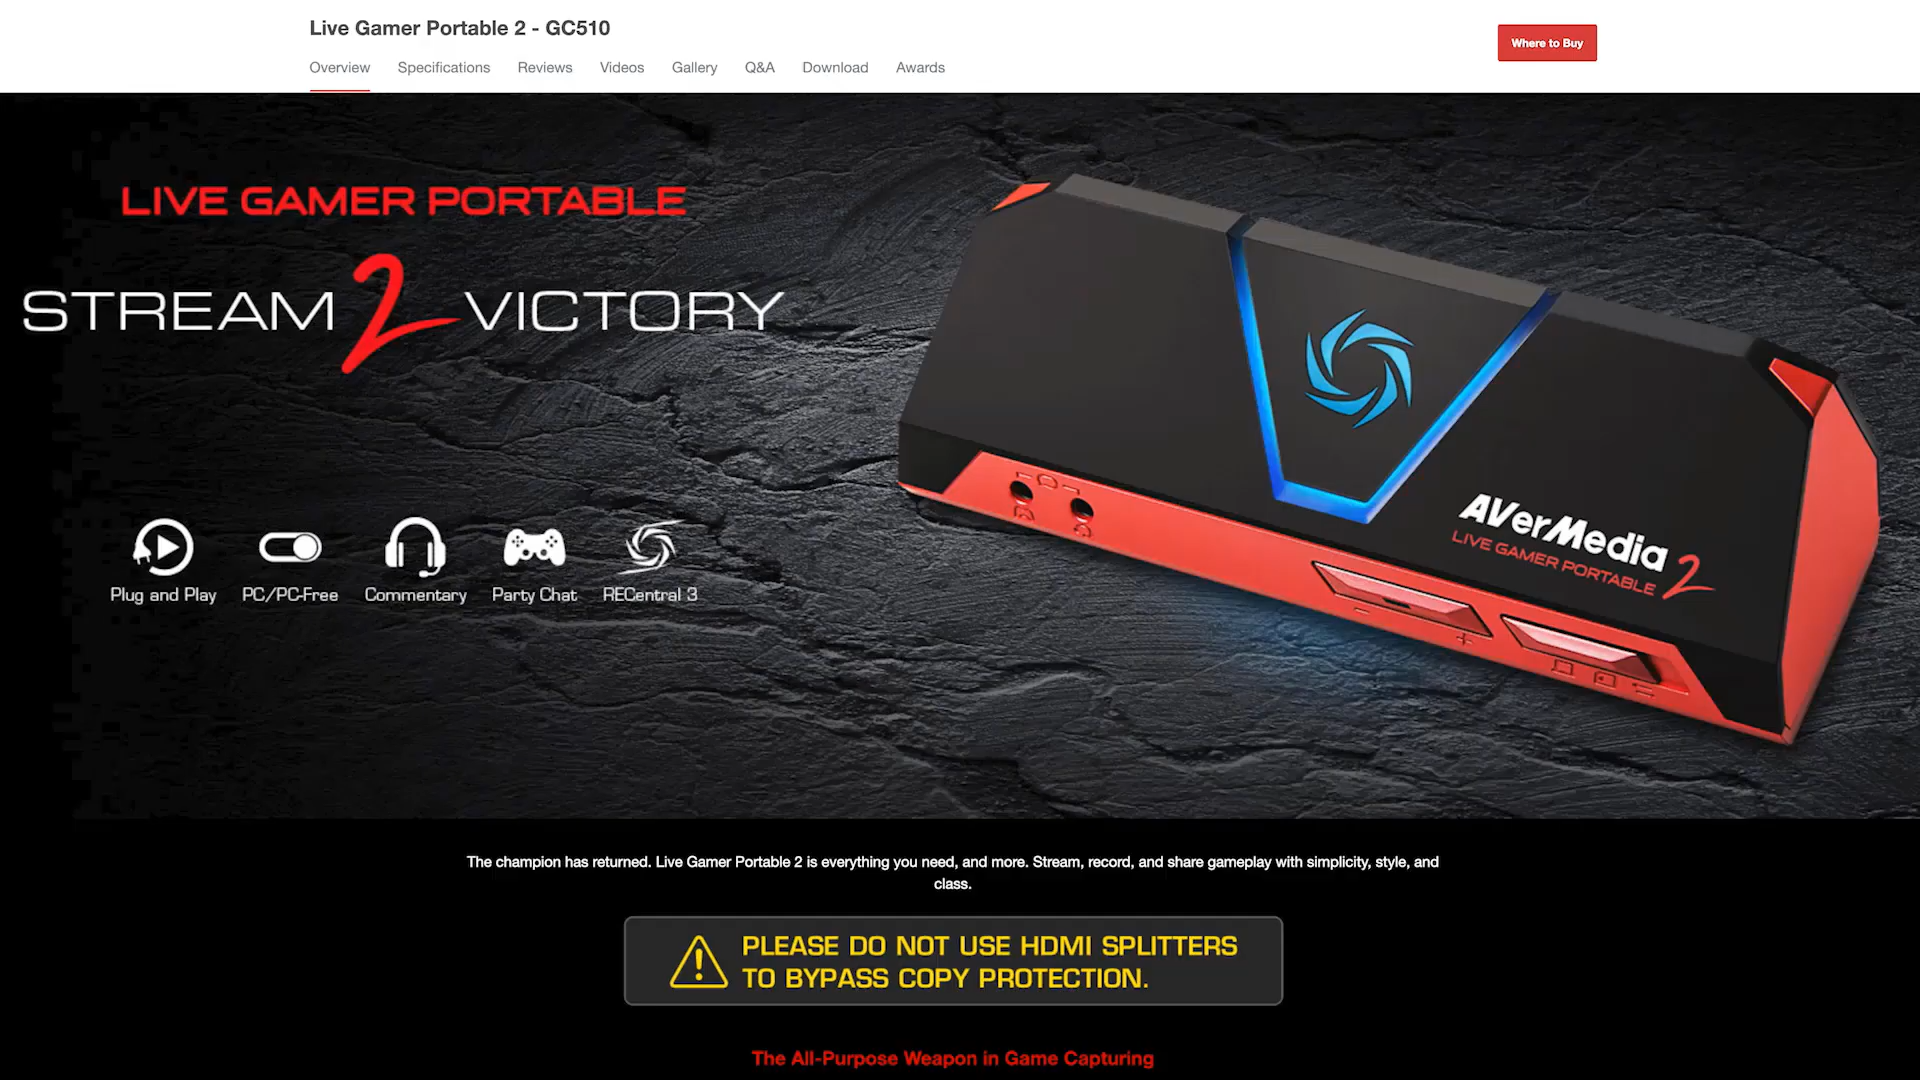 Live Gamer Portable 2 - GC510
Where to Buy
Overview Specifications Reviews Videos Gallery Q&A Download Awards
LIVE GAMER PORTABLE
STREAM 2 VICTORY
AVerMedia
LIVE GAMER PORTABLE 2
Plug and Play PC/PC-Free Commentary Party Chat RECentral 3
The champion has returned. Live Gamer Portable 2 is everything you need, and more. Stream, record, and share gameplay with simplicity, style, and
class.
PLEASE DO NOT USE HDMI SPLITTERS
TO BYPASS COPY PROTECTION.
The All-Purpose Weapon in Game Capturing